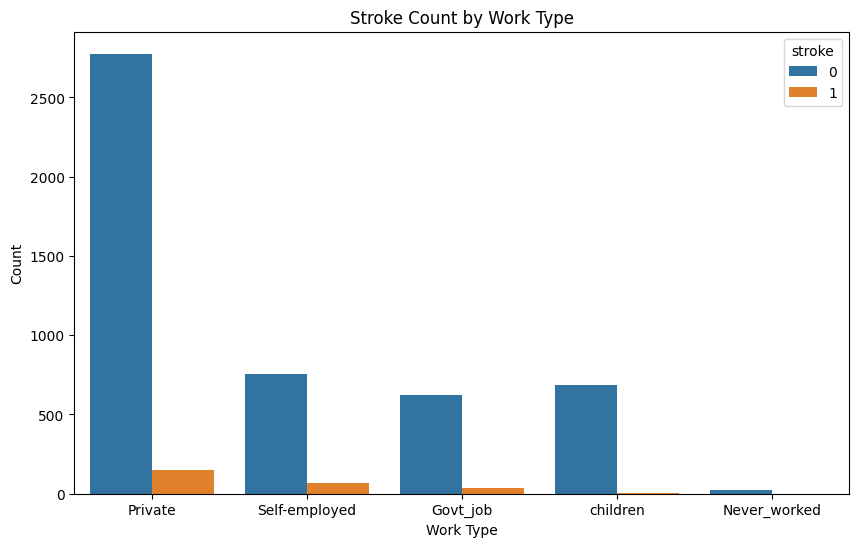 Stroke Count by Work Type
stroke
0
1
2500
2000
1500
1000
500
0
Count
Private Self-employed Govt_job children Never_worked
Work Type